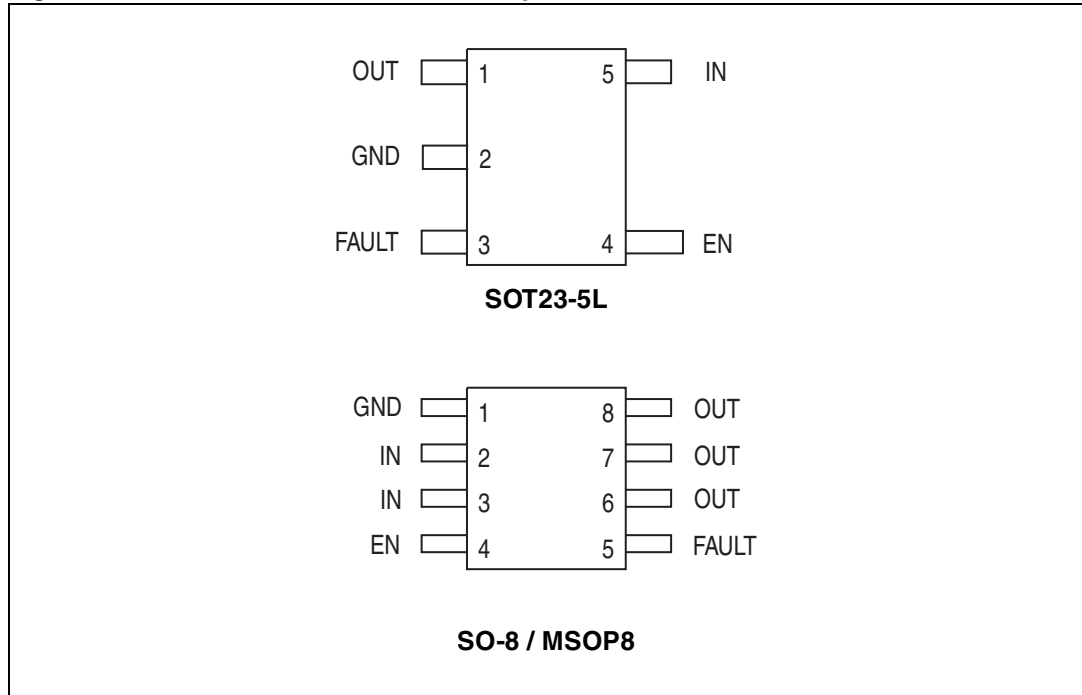 OUT 1 5 IN
GND 2
FAULT 3 4 EN
SOT23-5L
GND 1 8 OUT
IN 2 7 OUT
IN 3 6 OUT
EN 4 5 FAULT
SO-8 / MSOP8